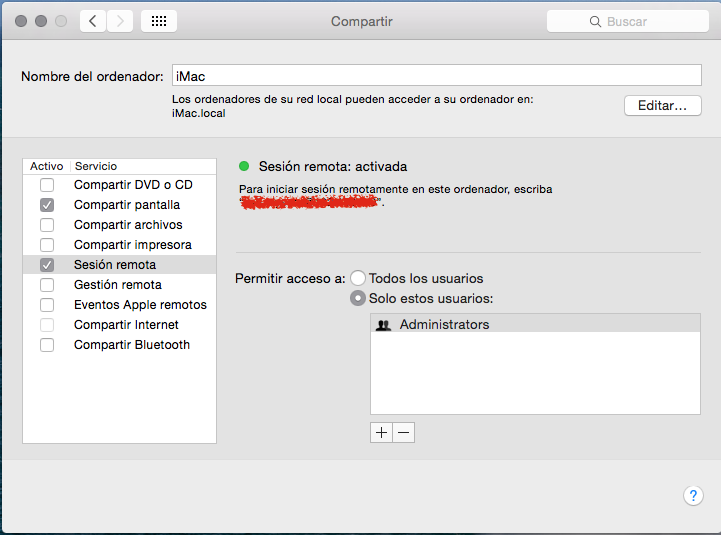 Compartir
Buscar
Nombre del ordenador: iMac
Los ordenadores de su red local pueden acceder a su ordenador en:
iMac.local
Editar...
Activo Servicio
Compartir DVD o CD
Compartir pantalla
Compartir archivos
Compartir impresora
Sesión remota
Gestión remota
Eventos Apple remotos
Compartir Internet
Compartir Bluetooth
Sesión remota: activada
Para iniciar sesión remotamente en este ordenador, escriba
".
Permitir acceso a: Todos los usuarios
Solo estos usuarios:
Administrators
+ −
?